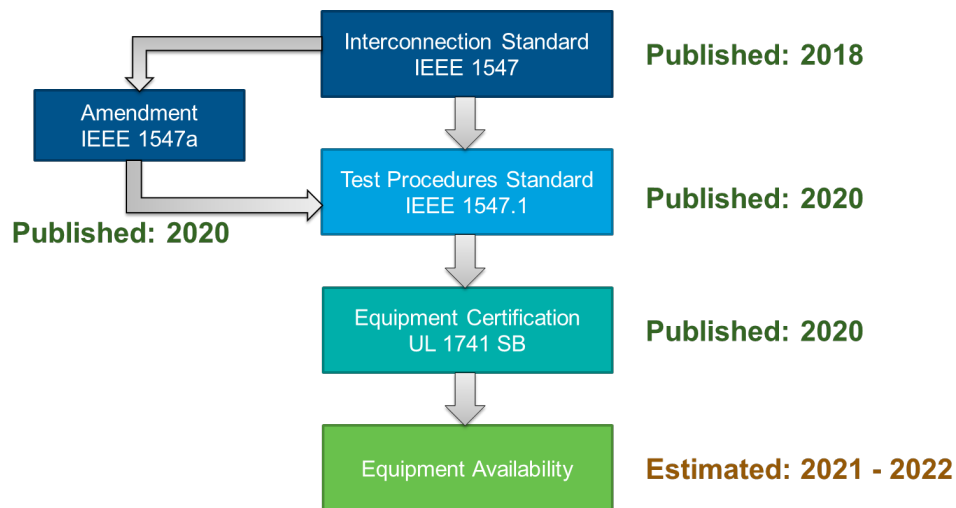 Interconnection Standard
IEEE 1547
Published: 2018
Amendment
IEEE 1547a
Published: 2020
Test Procedures Standard
IEEE 1547.1
Published: 2020
Equipment Certification
UL 1741 SB
Published: 2020
Equipment Availability
Estimated: 2021 - 2022